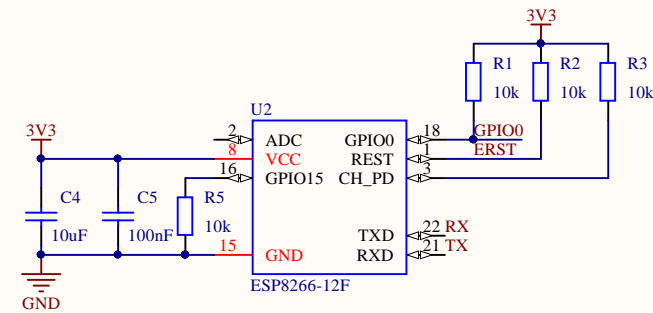 3V3
R1 R2 R3
10k 10k 10k
U2
3V3
2 ADC GPIO0 18 GPIO0
8 VCC REST 1 ERST
16 GPIO15 CH_PD 3
C4 C5 R5
10uF 100nF 10k
TXD 22 RX
15 GND RXD 21 TX
ESP8266-12F
GND